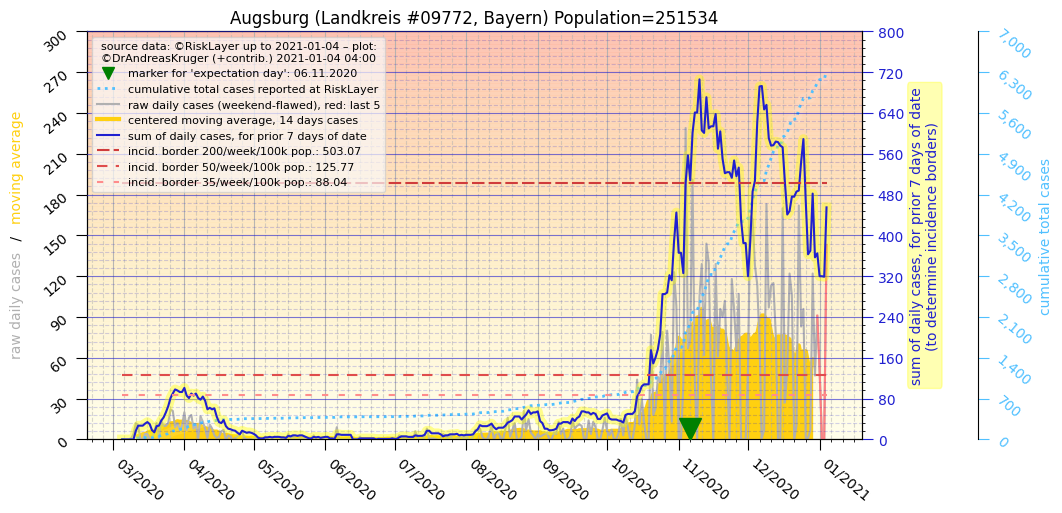 Augsburg (Landkreis #09772, Bayern) Population=251534
source data: ©RiskLayer up to 2021-01-04 – plot:
©DrAndreasKruger (+contrib.) 2021-01-04 04:00
marker for 'expectation day': 06.11.2020
cumulative total cases reported at RiskLayer
raw daily cases (weekend-flawed), red: last 5
centered moving average, 14 days cases
sum of daily cases, for prior 7 days of date
incid. border 200/week/100k pop.: 503.07
incid. border 50/week/100k pop.: 125.77
incid. border 35/week/100k pop.: 88.04
raw daily cases / moving average
300
270
240
210
180
150
120
90
60
30
0
03/2020
04/2020
05/2020
06/2020
07/2020
08/2020
09/2020
10/2020
11/2020
12/2020
01/2021
800
720
640
560
480
400
320
240
160
80
0
sum of daily cases, for prior 7 days of date
(to determine incidence borders)
7,000
6,300
5,600
4,900
4,200
3,500
2,800
2,100
1,400
700
0
cumulative total cases